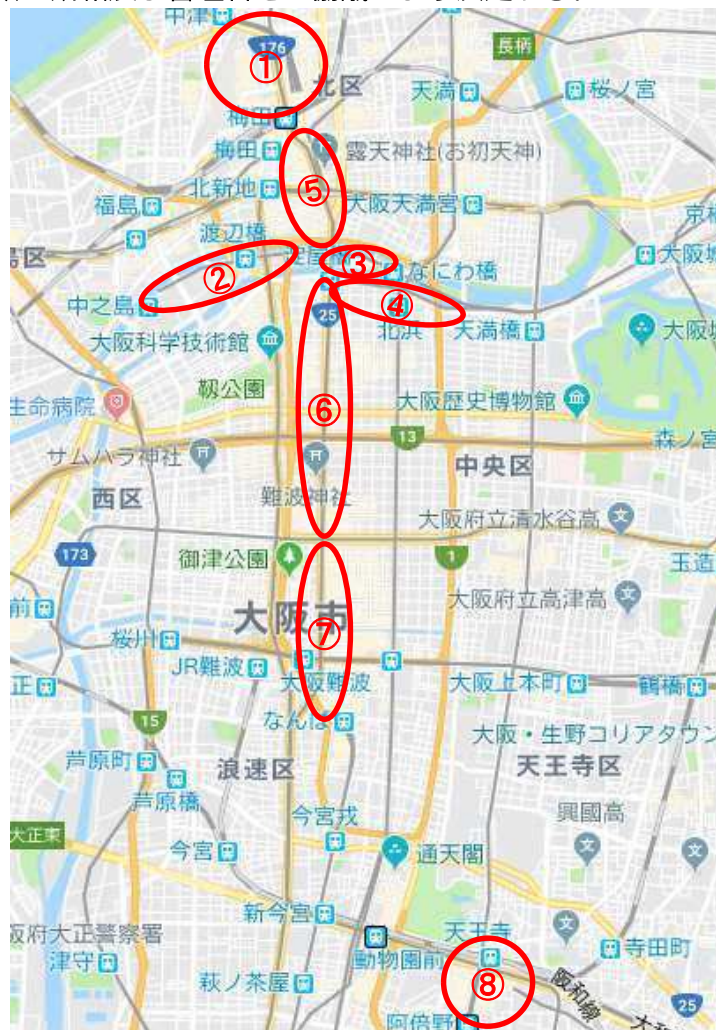 中津
176
①
長柄
北区
天満
桜ノ宮
梅田
梅田
露天神社(お初天神)
⑤
北新地
福島
大阪天満宮
渡辺橋
②
③
なにわ橋
大阪城
中之島
25
④
北浜
天満橋
大阪科学技術館
大阪城
靱公園
生命病院
⑥
大阪歴史博物館
13
森ノ宮
サムハラ神社
中央区
西区
難波神社
大阪府立清水谷高
173
御津公園
1
玉造
前
大阪市
大阪府立高津高
⑦
桜川
JR難波
大阪難波
大阪上本町
鶴橋
正
15
なんば
大阪・生野コリアタウン
芦原町
浪速区
天王寺区
芦原橋
今宮戎
興國高
大正東
今宮
通天閣
新今宮
阪府大正警察署
天王寺
津守
動物園前
寺田町
萩ノ茶屋
⑧
阪和線
25
阿倍野